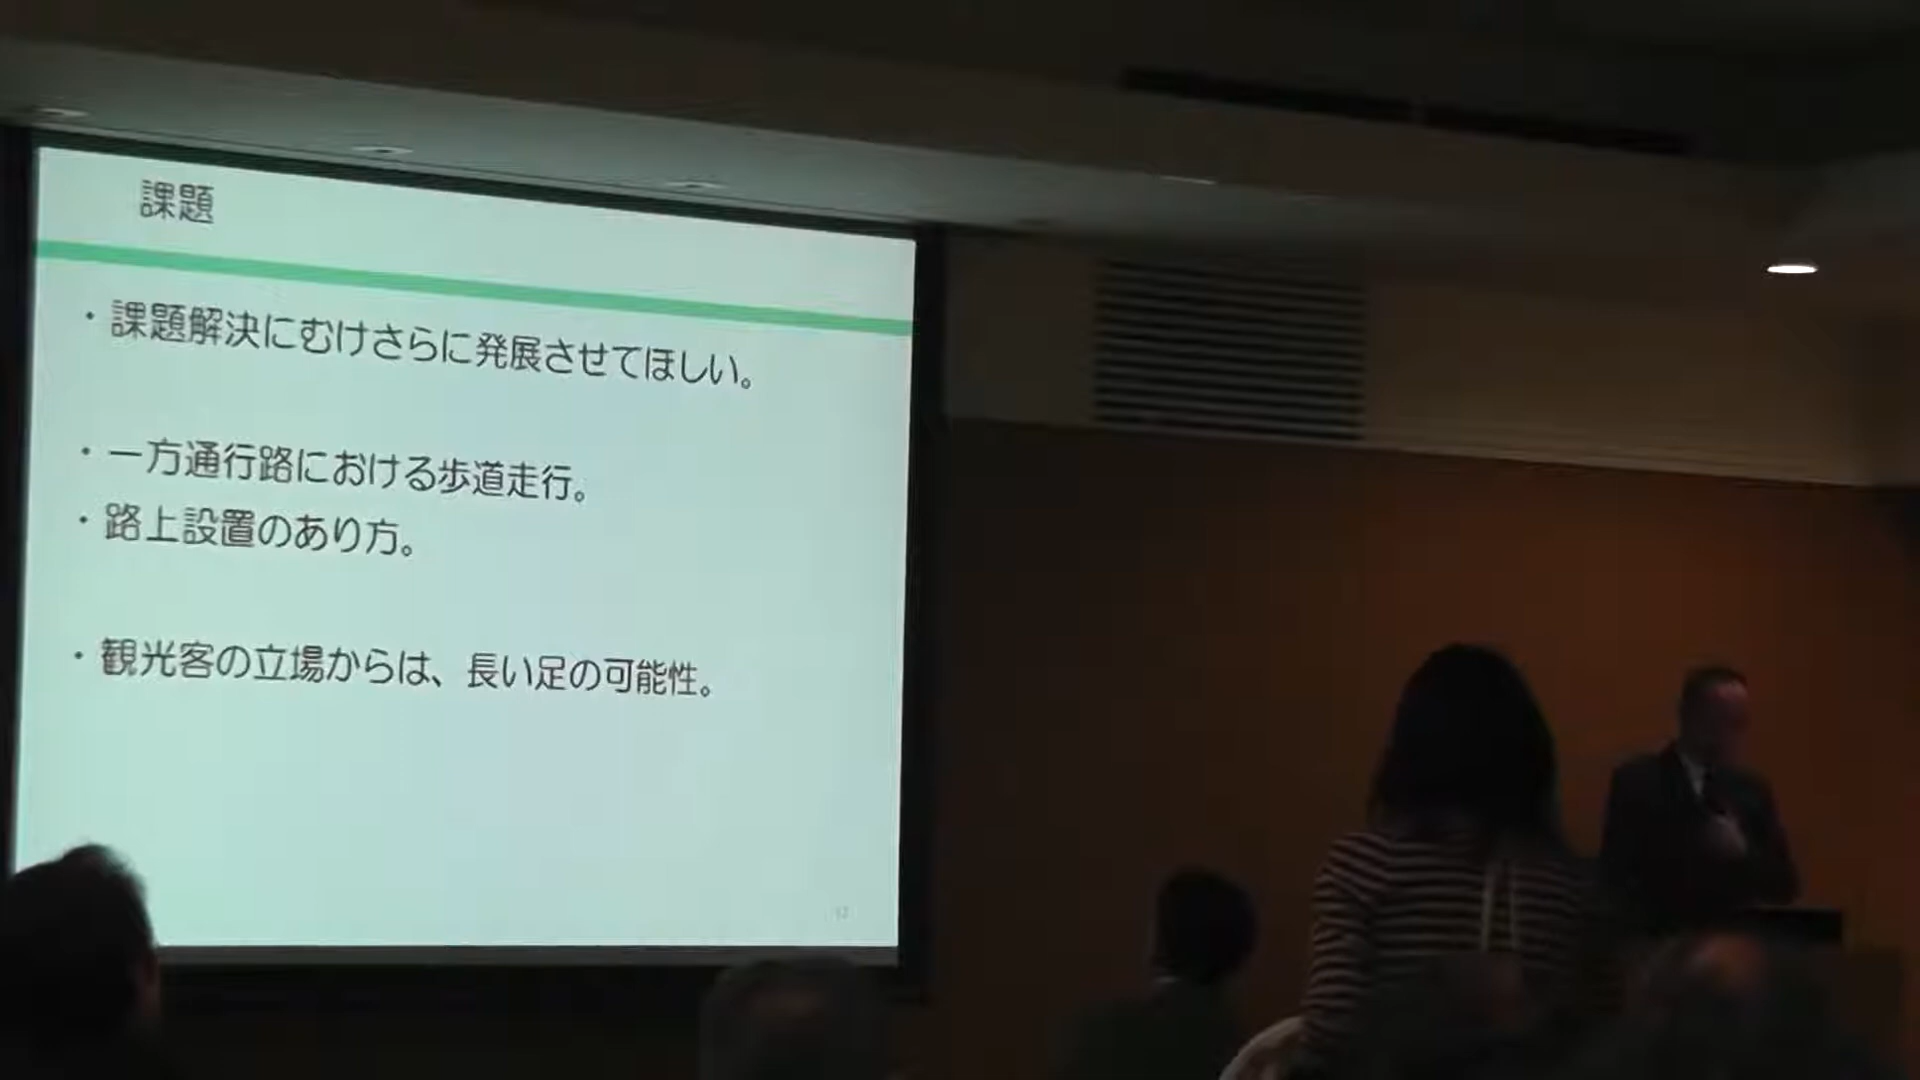 課題
・課題解決にむけさらに発展させてほしい。
・一方通行路における歩道走行。
・路上設置のあり方。
・観光客の立場からは、長い足の可能性。